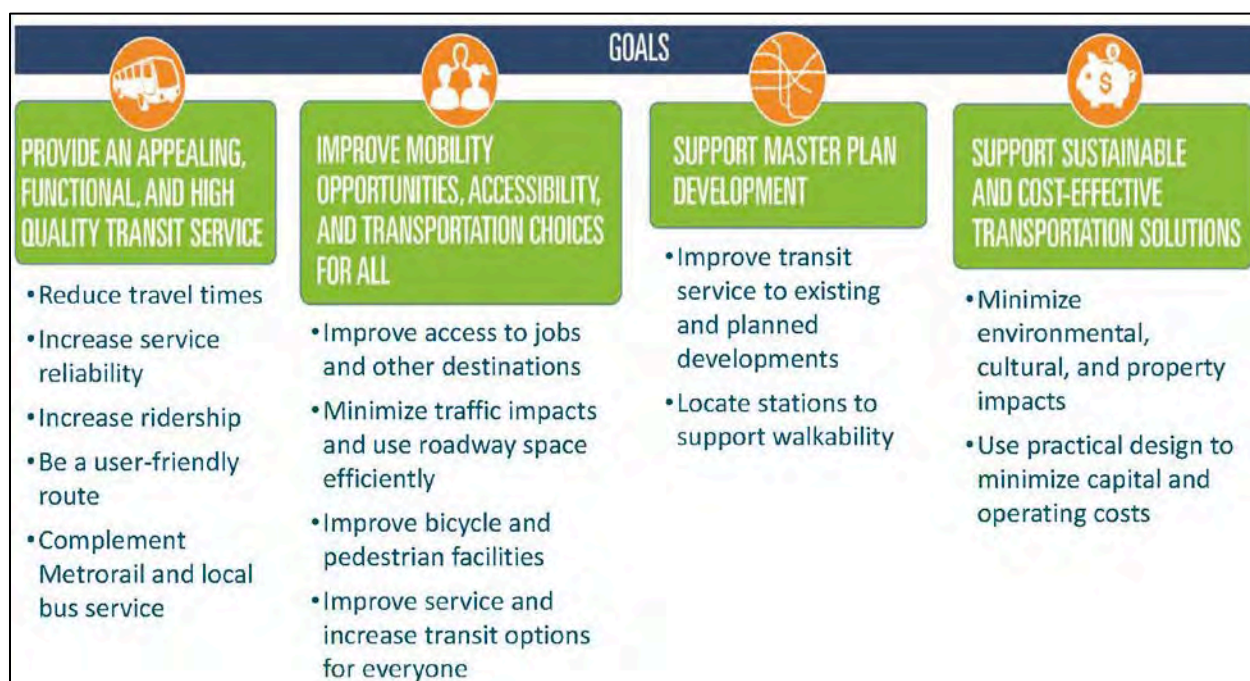 GOALS
PROVIDE AN APPEALING,
FUNCTIONAL, AND HIGH
QUALITY TRANSIT SERVICE
•Reduce travel times
•Increase service
reliability
•Increase ridership
•Be a user-friendly
route
•Complement
Metrorail and local
bus service
IMPROVE MOBILITY
OPPORTUNITIES, ACCESSIBILITY,
AND TRANSPORTATION CHOICES
FOR ALL
•Improve access to jobs
and other destinations
•Minimize traffic impacts
and use roadway space
efficiently
•Improve bicycle and
pedestrian facilities
•Improve service and
increase transit options
for everyone
SUPPORT MASTER PLAN
DEVELOPMENT
•Improve transit
service to existing
and planned
developments
•Locate stations to
support walkability
$
SUPPORT SUSTAINABLE
AND COST-EFFECTIVE
TRANSPORTATION SOLUTIONS
•Minimize
environmental,
cultural, and property
impacts
•Use practical design to
minimize capital and
operating costs